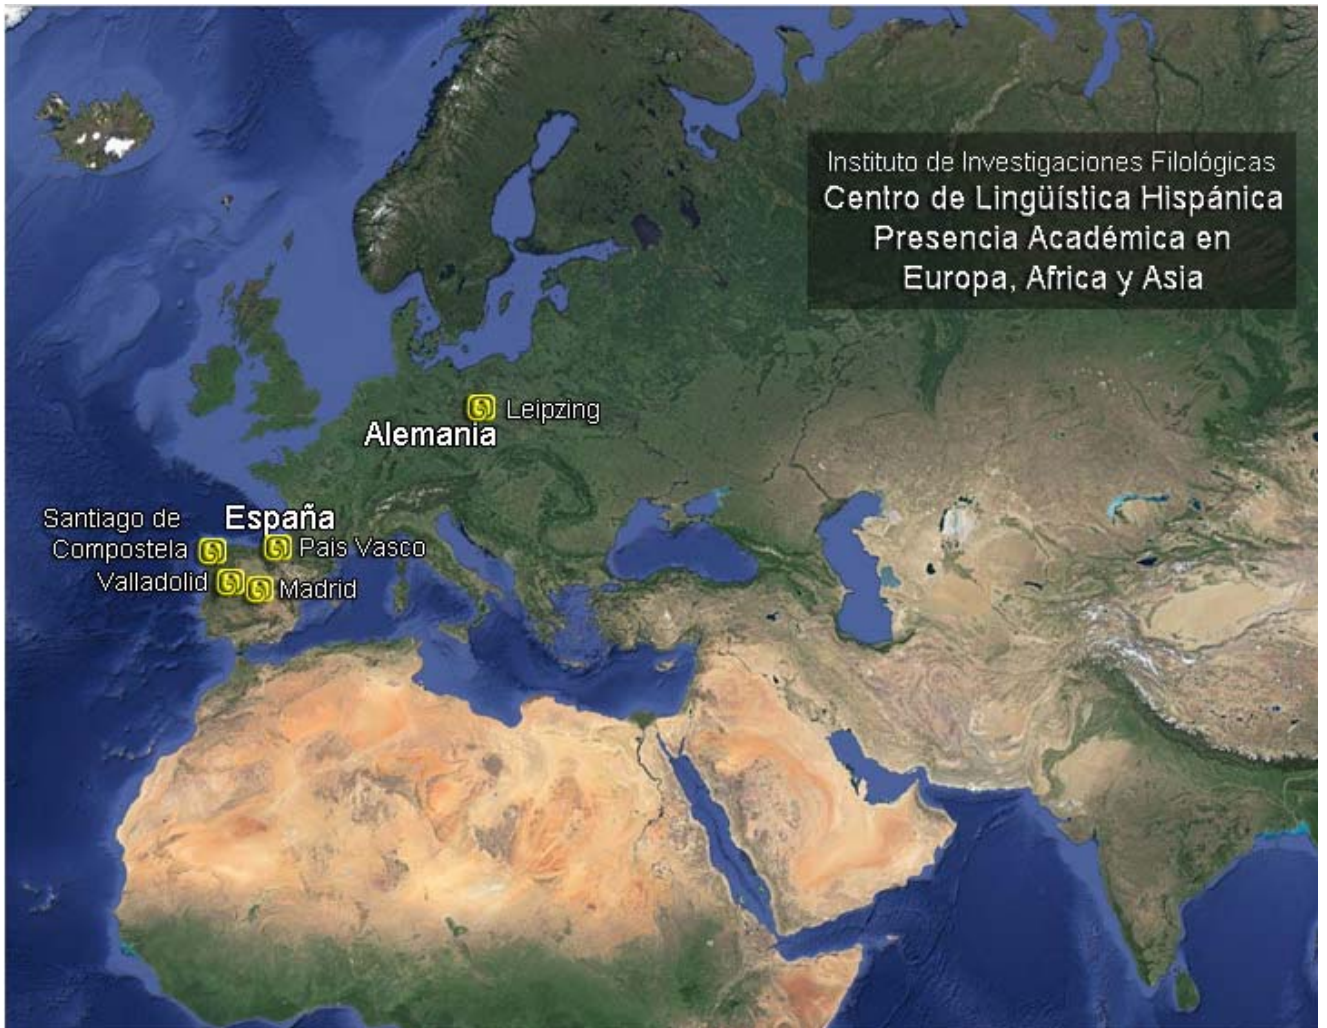 Instituto de Investigaciones Filológicas
Centro de Lingüística Hispánica
Presencia Académica en
Europa, Africa y Asia
Leipzing
Alemania
España
Santiago de
Compostela
Pais Vasco
Valladolid
Madrid